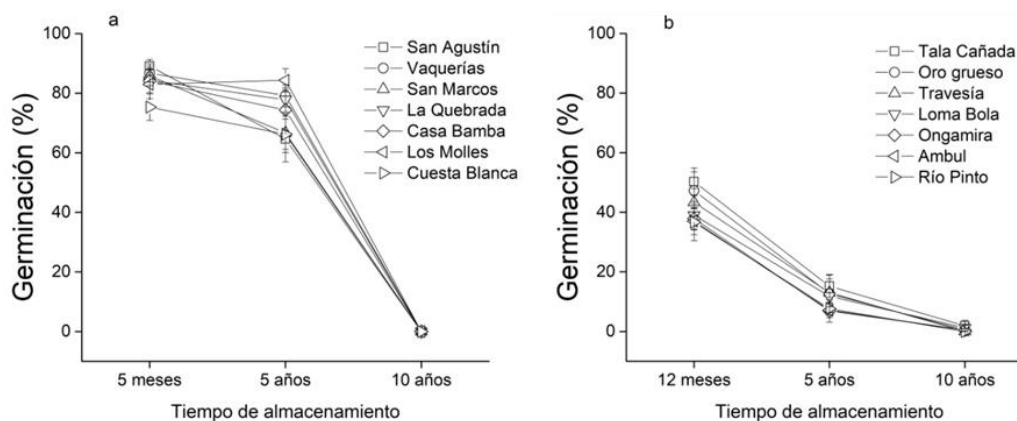 a
Germinación (%)
100
80
60
40
20
0
San Agustín
Vaquerías
San Marcos
La Quebrada
Casa Bamba
Los Molles
Cuesta Blanca
5 meses
5 años
10 años
Tiempo de almacenamiento
b
Germinación (%)
100
80
60
40
20
0
Tala Cañada
Oro grueso
Travesía
Loma Bola
Ongamira
Ambul
Río Pinto
12 meses
5 años
10 años
Tiempo de almacenamiento